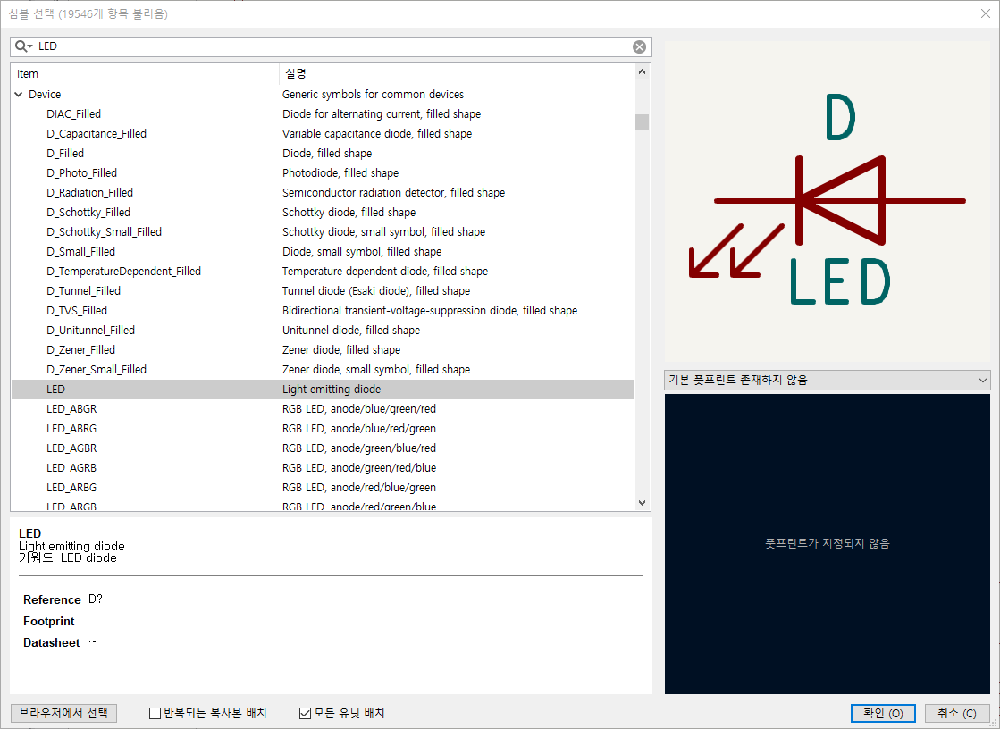 심볼 선택 (19546개 항목 불러옴)
LED
Item 설명
Device Generic symbols for common devices
DIAC_Filled Diode for alternating current, filled shape
D_Capacitance_Filled Variable capacitance diode, filled shape
D_Filled Diode, filled shape
D_Photo_Filled Photodiode, filled shape
D_Radiation_Filled Semiconductor radiation detector, filled shape
D_Schottky_Filled Schottky diode, filled shape
D_Schottky_Small_Filled Schottky diode, small symbol, filled shape
D_Small_Filled Diode, small symbol, filled shape
D_TemperatureDependent_Filled Temperature dependent diode, filled shape
D_Tunnel_Filled Tunnel diode (Esaki diode), filled shape
D_TVS_Filled Bidirectional transient-voltage-suppression diode, filled shape
D_Unitunnel_Filled Unitunnel diode, filled shape
D_Zener_Filled Zener diode, filled shape
D_Zener_Small_Filled Zener diode, small symbol, filled shape
LED Light emitting diode
LED_ABGR RGB LED, anode/blue/green/red
LED_ABRG RGB LED, anode/blue/red/green
LED_AGBR RGB LED, anode/green/blue/red
LED_AGRB RGB LED, anode/green/red/blue
LED_ARBG RGB LED, anode/red/blue/green
LED_ARGB RGB LED, anode/red/green/blue
LED
Light emitting diode
키워드: LED diode
Reference D?
Footprint
Datasheet ~
D
LED
기본 풋프린트 존재하지 않음
풋프린트가 지정되지 않음
브라우저에서 선택 반복되는 복사본 배치 모든 유닛 배치 확인 (O) 취소 (C)